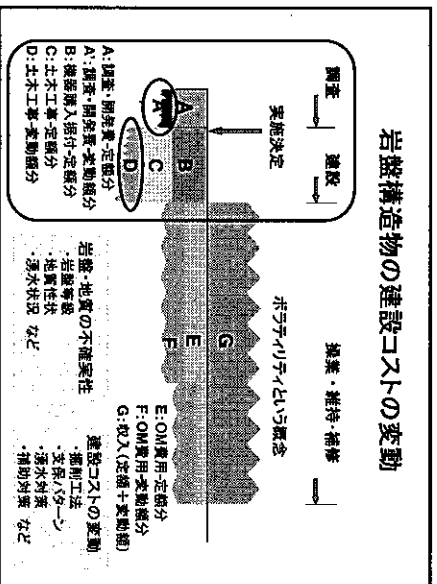 岩盤構造物の建設コストの変動
調査
建設
操業・維持・補修
実施決定
ボラティリティという概念
A
A'
B
C
D
G
E
F
A:調査・開発費-定額分
A':調査・開発費-変動額分
B:機器購入据付-定額分
C:土木工事-定額分
D:土木工事-変動額分
E:OM費用-定額分
F:OM費用-変動額分
G:収入(定額+変動額)
岩盤・地質の不確実性
・岩盤等級
・地質性状
・湧水状況 など
建設コストの変動
・掘削工法
・支保パターン
・湧水対策
・補助対策 など